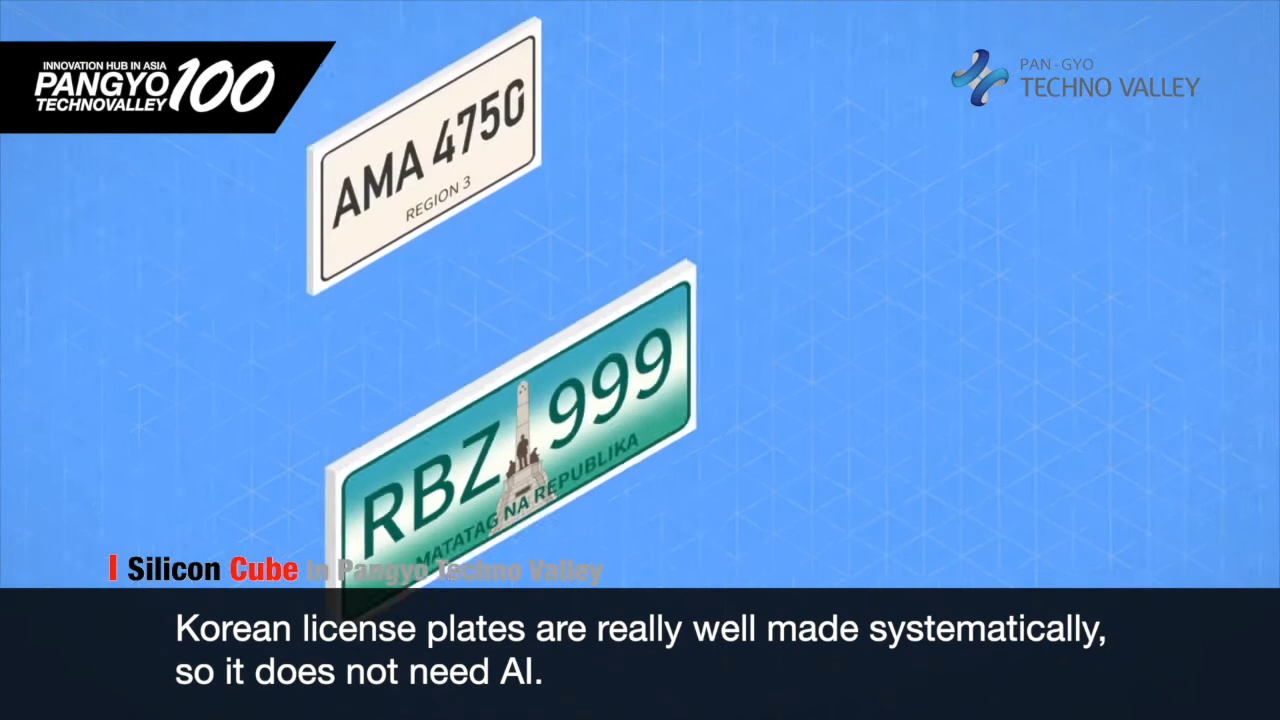 INNOVATION HUB IN ASIA
PANGYO 100
TECHNOVALLEY
PAN-GYO
TECHNO VALLEY
AMA 4750
REGION 3
RBZ 999
MATATAG NA REPUBLIKA
Silicon Cube in Pangyo Techno Valley
Korean license plates are really well made systematically,
so it does not need AI.